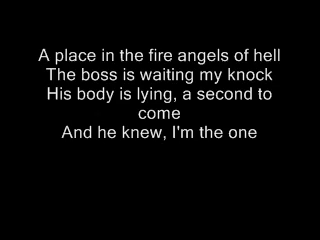 A place in the fire angels of hell
The boss is waiting my knock
His body is lying, a second to
come
And he knew, I'm the one